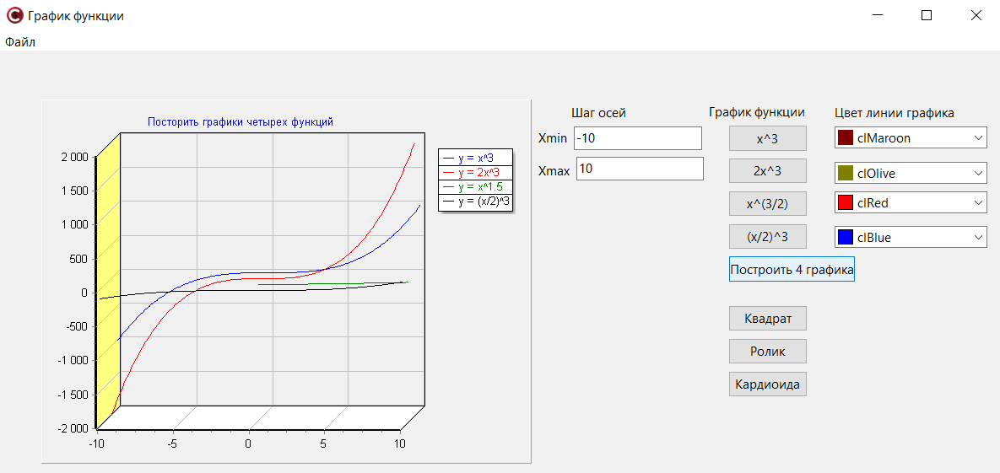 График функции
Файл
Посторить графики четырех функций
2 000
1 500
1 000
500
0
-500
-1 000
-1 500
-2 000
-10
-5
0
5
10
y = x^3
y = 2x^3
y = x^1.5
y = (x/2)^3
Шаг осей
Xmin -10
Xmax 10
График функции
x^3
2x^3
x^(3/2)
(x/2)^3
Построить 4 графика
Квадрат
Ролик
Кардиоида
Цвет линии графика
clMaroon
clOlive
clRed
clBlue